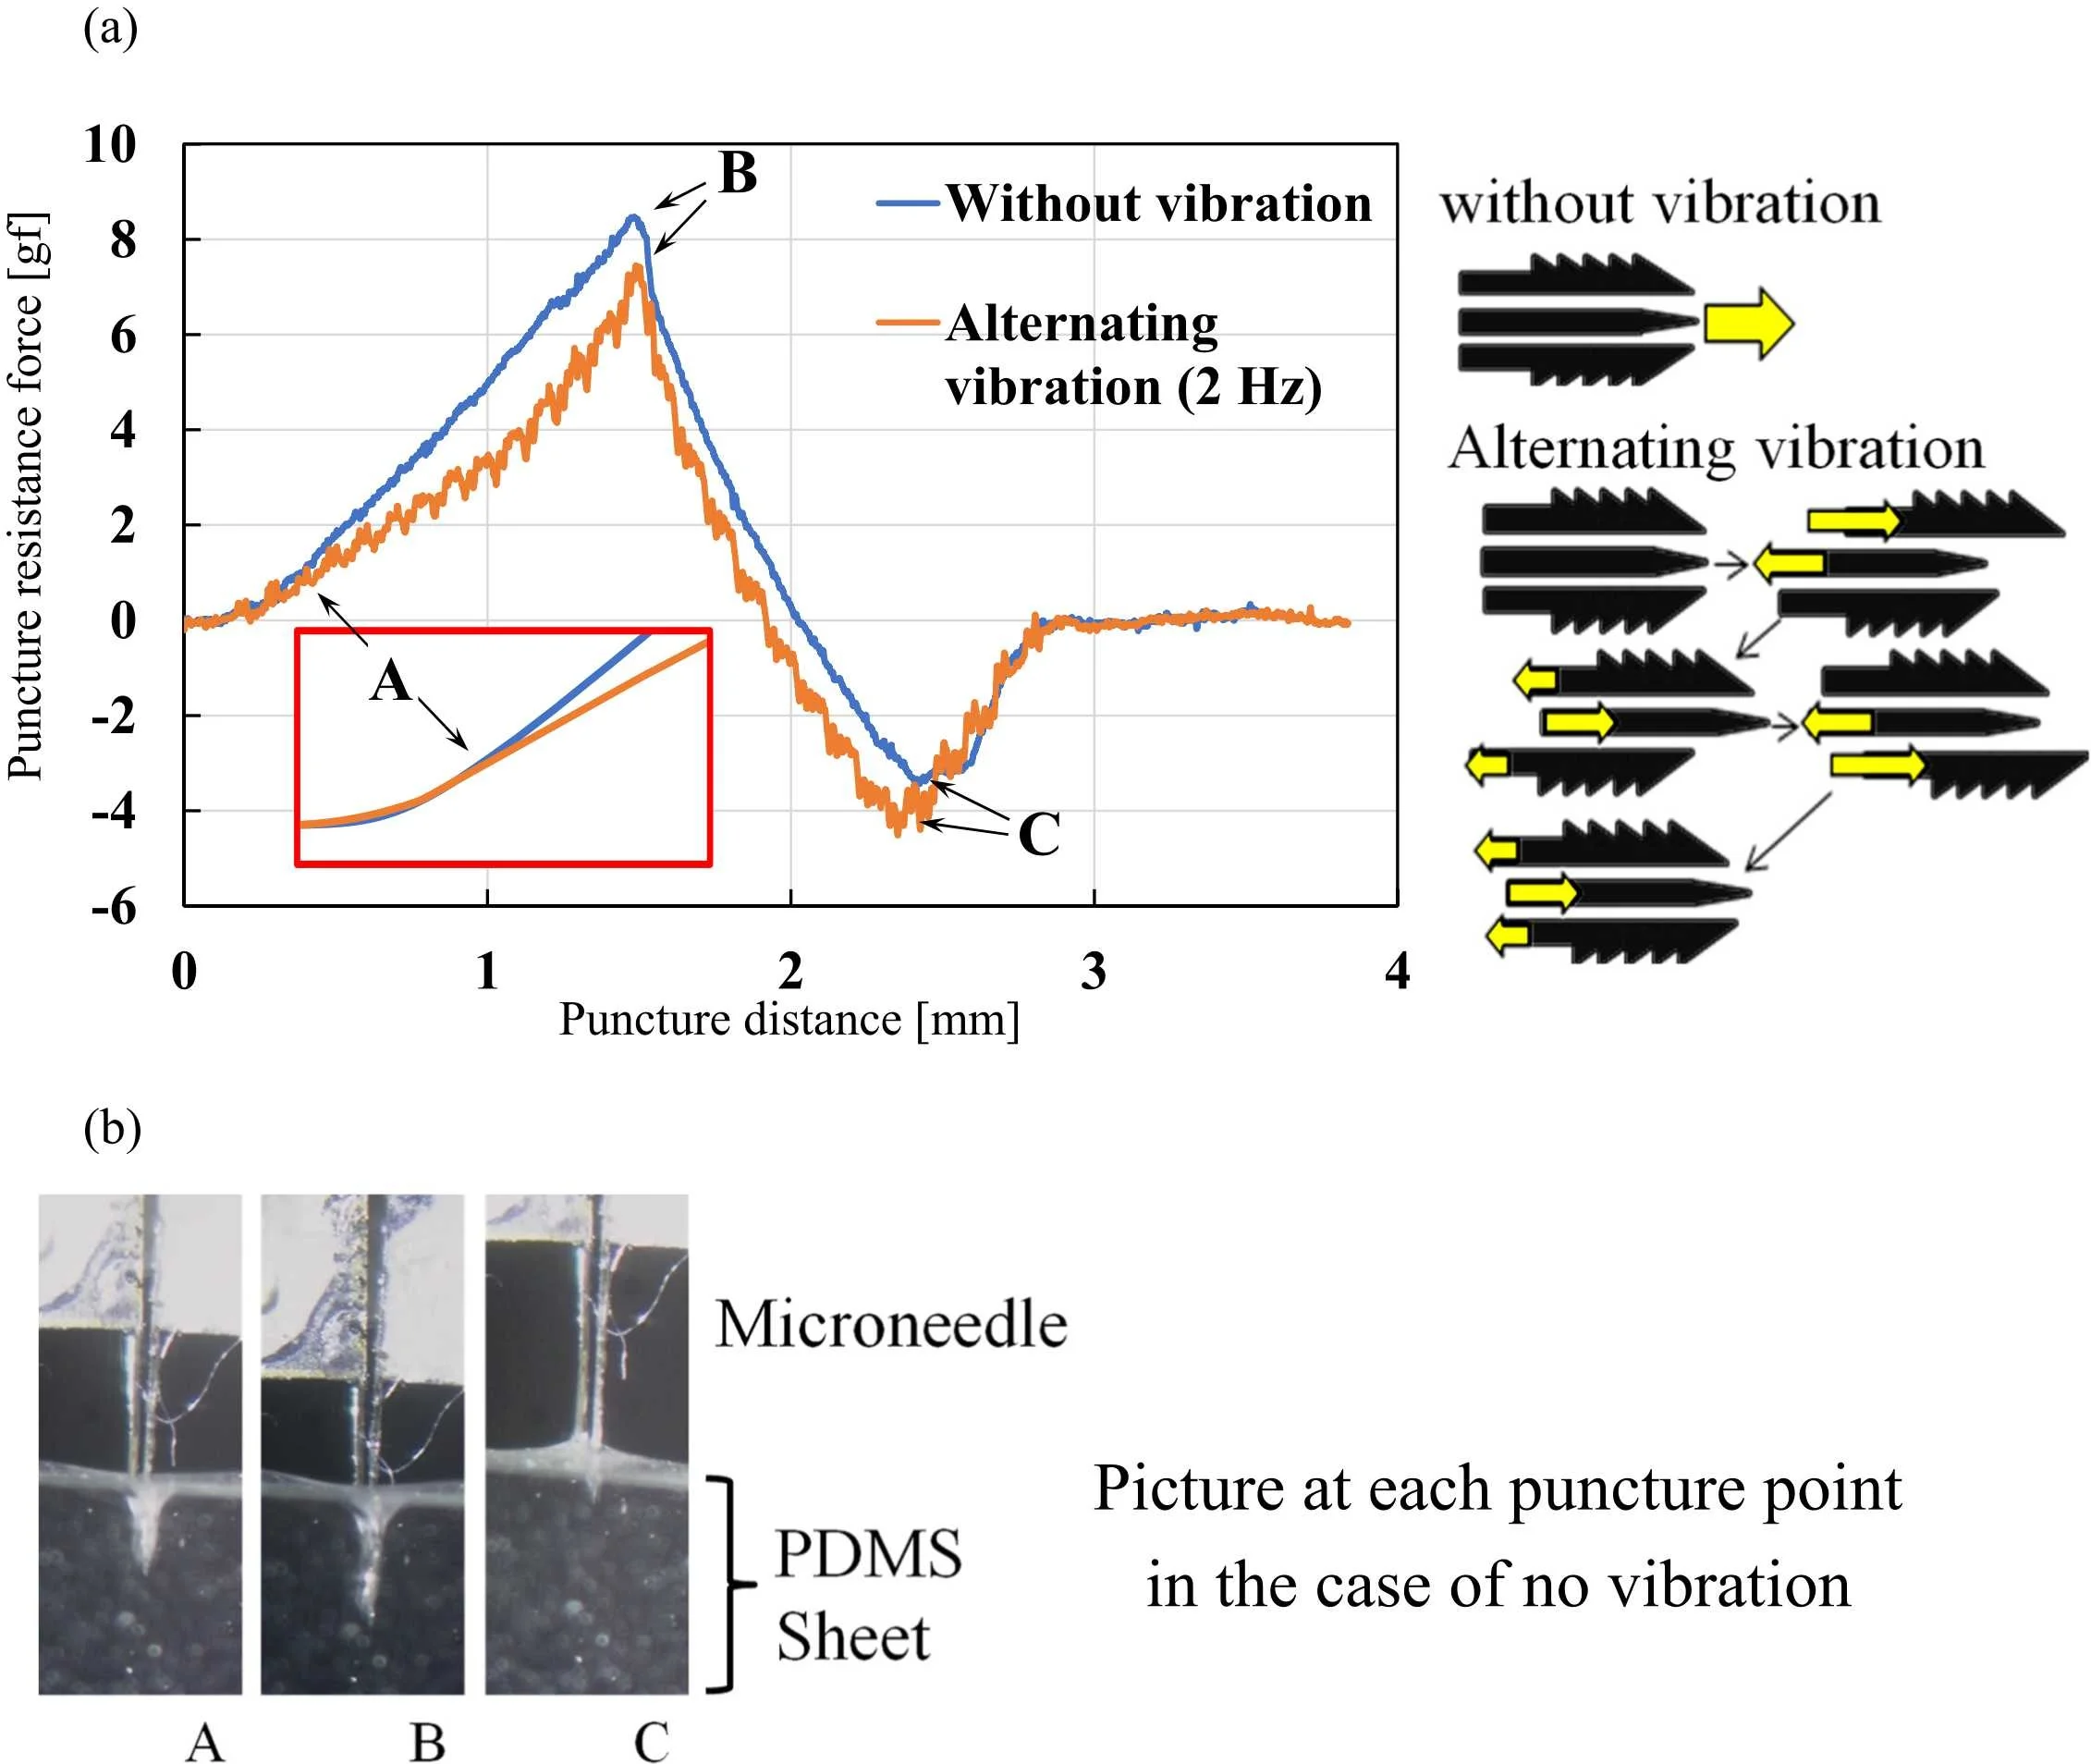 (a)
10
8
6
4
2
0
-2
-4
-6
0
1
2
3
4
Puncture resistance force [gf]
Puncture distance [mm]
B
Without vibration
Alternating
vibration (2 Hz)
A
C
without vibration
Alternating vibration
(b)
Microneedle
PDMS
Sheet
Picture at each puncture point
in the case of no vibration
A
B
C